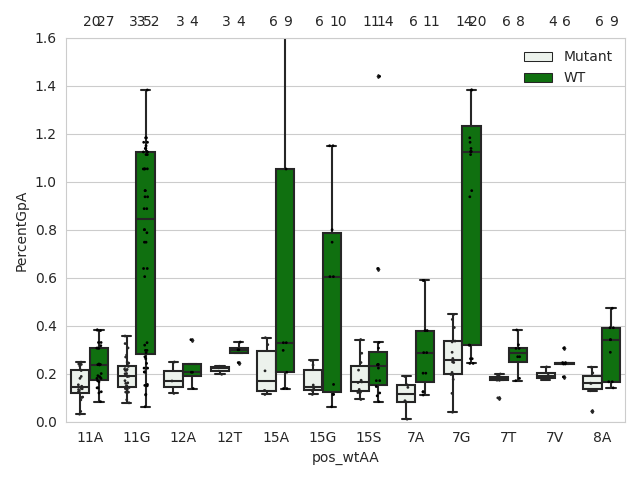 20 27 33 52 3 4 3 4 6 9 6 10 11 14 6 11 14 20 6 8 4 6 6 9
1.6
Mutant
WT
1.4
1.2
1.0
0.8
0.6
0.4
0.2
0.0
PercentGpA
11A 11G 12A 12T 15A 15G 15S 7A 7G 7T 7V 8A
pos_wtAA